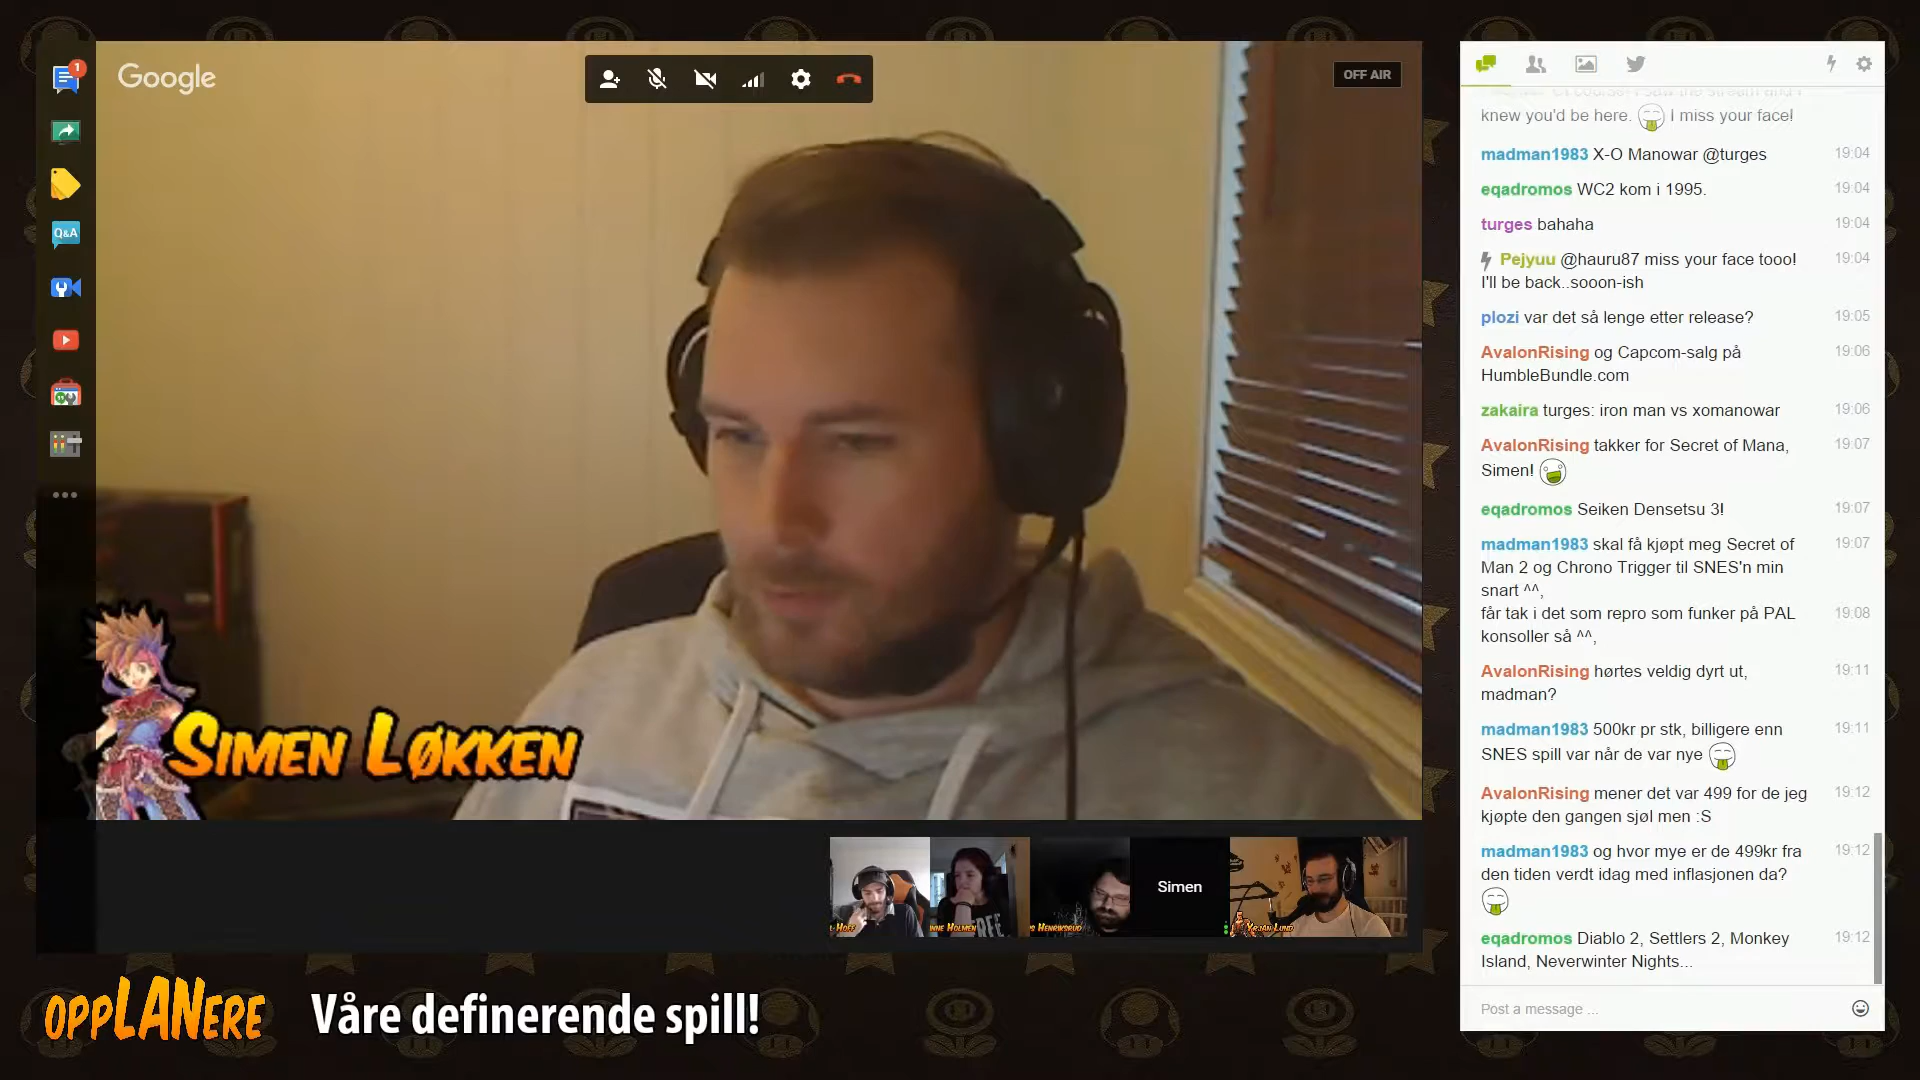 1
Google
OFF AIR
Q&A
Simen Løkken
Simen
L-Hoff
nne Holmen
s Henriksrud
Yrjan Lund
OPPLANERE
Våre definerende spill!
knew you'd be here. I miss your face!
madman1983 X-O Manowar @turges 19:04
eqadromos WC2 kom i 1995. 19:04
turges bahaha 19:04
Pejyuu @hauru87 miss your face tooo! 19:04
I'll be back..sooon-ish
plozi var det så lenge etter release? 19:05
AvalonRising og Capcom-salg på 19:06
HumbleBundle.com
zakaira turges: iron man vs xomanowar 19:06
AvalonRising takker for Secret of Mana, 19:07
Simen!
eqadromos Seiken Densetsu 3! 19:07
madman1983 skal få kjøpt meg Secret of 19:07
Man 2 og Chrono Trigger til SNES'n min
snart ^^,
får tak i det som repro som funker på PAL 19:08
konsoller så ^^,
AvalonRising hørtes veldig dyrt ut, 19:11
madman?
madman1983 500kr pr stk, billigere enn 19:11
SNES spill var når de var nye
AvalonRising mener det var 499 for de jeg 19:12
kjøpte den gangen sjøl men :S
madman1983 og hvor mye er de 499kr fra 19:12
den tiden verdt idag med inflasjonen da?
eqadromos Diablo 2, Settlers 2, Monkey 19:12
Island, Neverwinter Nights...
Post a message ...